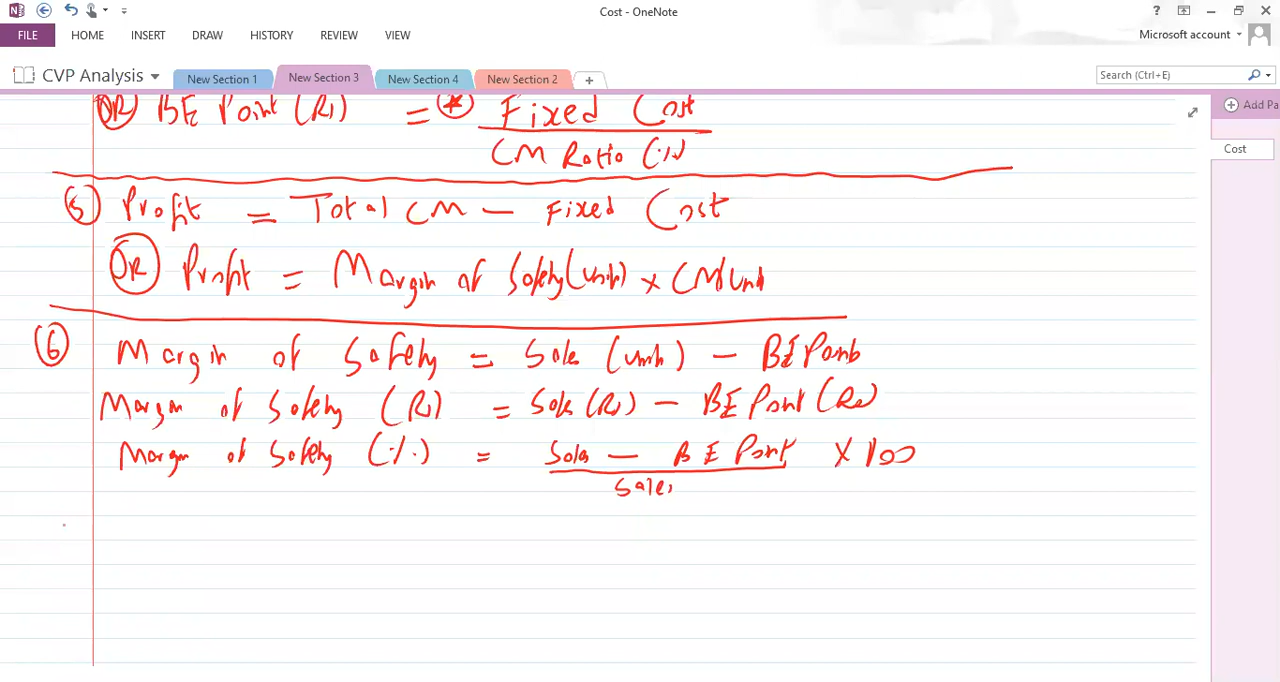 Cost - OneNote
FILE HOME INSERT DRAW HISTORY REVIEW VIEW
Microsoft account
CVP Analysis New Section 1 New Section 3 New Section 4 New Section 2
Search (Ctrl+E)
Add Pa
Cost
OR BE Point (Rs) = * Fixed Cost
CM Ratio (%)
5 Profit = Total CM - Fixed Cost
OR Profit = Margin of Safety (Unit) x CM/Unit
6
Margin of Safety = Sales (Unit) - BE Point
Margin of Safety (Rs) = Sales (Rs) - BE Point (Rs)
Margin of Safety (%) = Sales - BE Point X 100
Sales